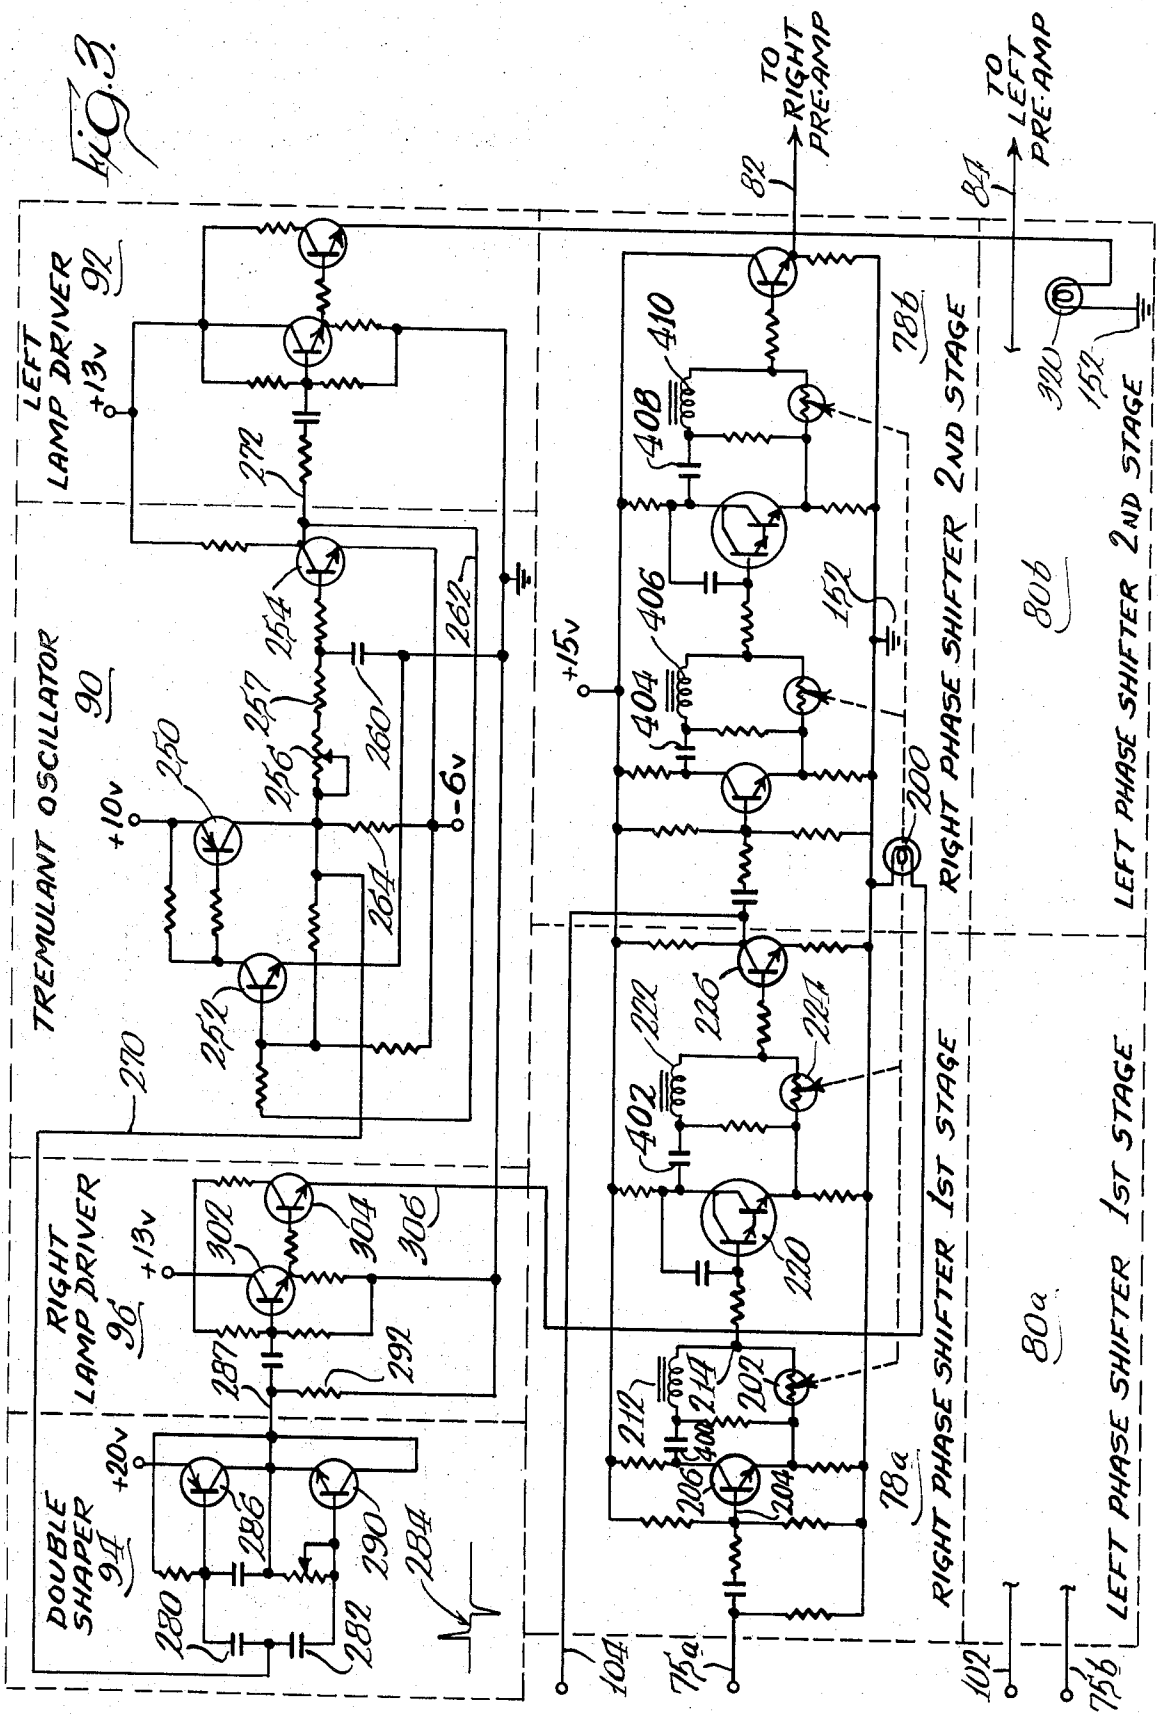 Fig. 3.
DOUBLE
SHAPER
94
+20v
280
286
282
290
284
RIGHT
LAMP DRIVER
96
+13v
302
287
292
304
306
270
TREMULANT OSCILLATOR
90
+10v
250
252
264
-6v
256
257
260
254
262
LEFT
LAMP DRIVER
92
+13v
272
104
75a
206
204
400
212
214
202
78a
RIGHT PHASE SHIFTER 1ST STAGE
220
402
222
226
224
200
+15v
404
406
152
408
410
78b
RIGHT PHASE SHIFTER 2ND STAGE
82
TO
RIGHT
PRE-AMP
84
TO
LEFT
PRE-AMP
102
75b
80a
LEFT PHASE SHIFTER 1ST STAGE
80b
LEFT PHASE SHIFTER 2ND STAGE
320
152